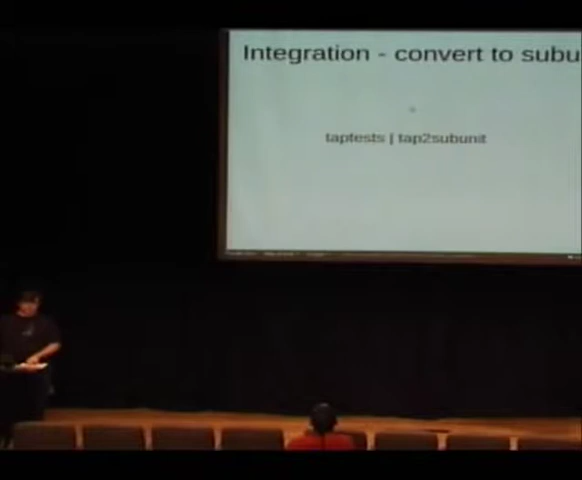 Integration - convert to subu
taptests | tap2subunit